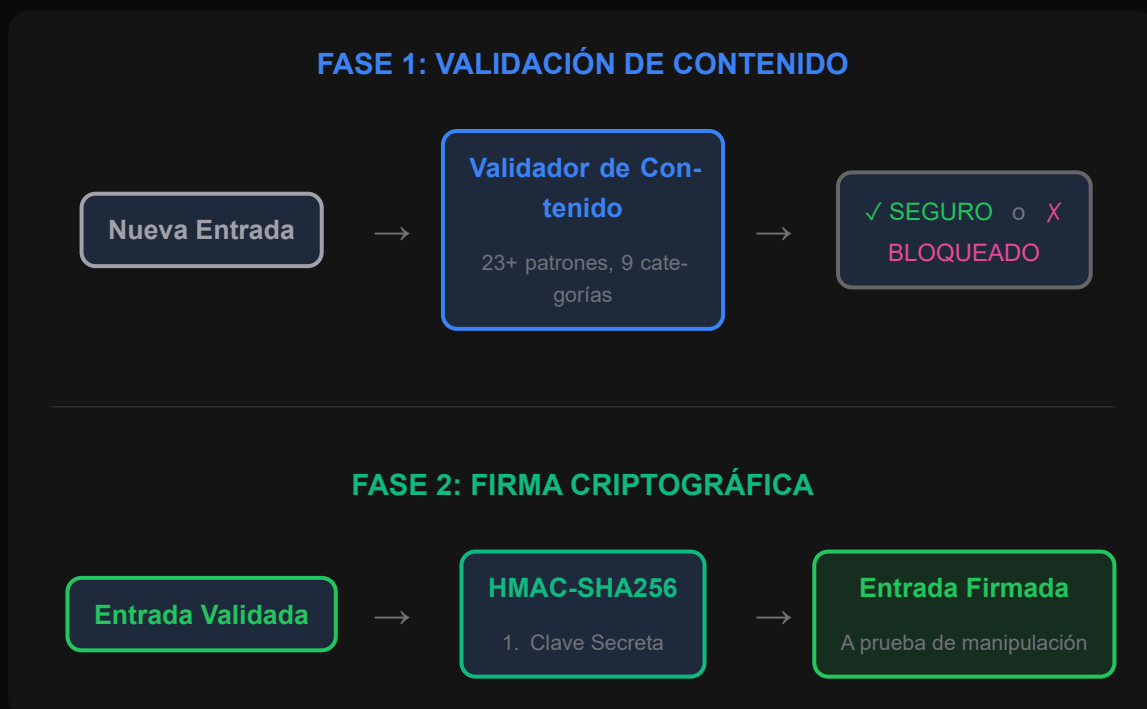 FASE 1: VALIDACIÓN DE CONTENIDO
Nueva Entrada
→
Validador de Con-
tenido
23+ patrones, 9 cate-
gorías
→
✓ SEGURO o ✗
BLOQUEADO
FASE 2: FIRMA CRIPTOGRÁFICA
Entrada Validada
→
HMAC-SHA256
1. Clave Secreta
→
Entrada Firmada
A prueba de manipulación